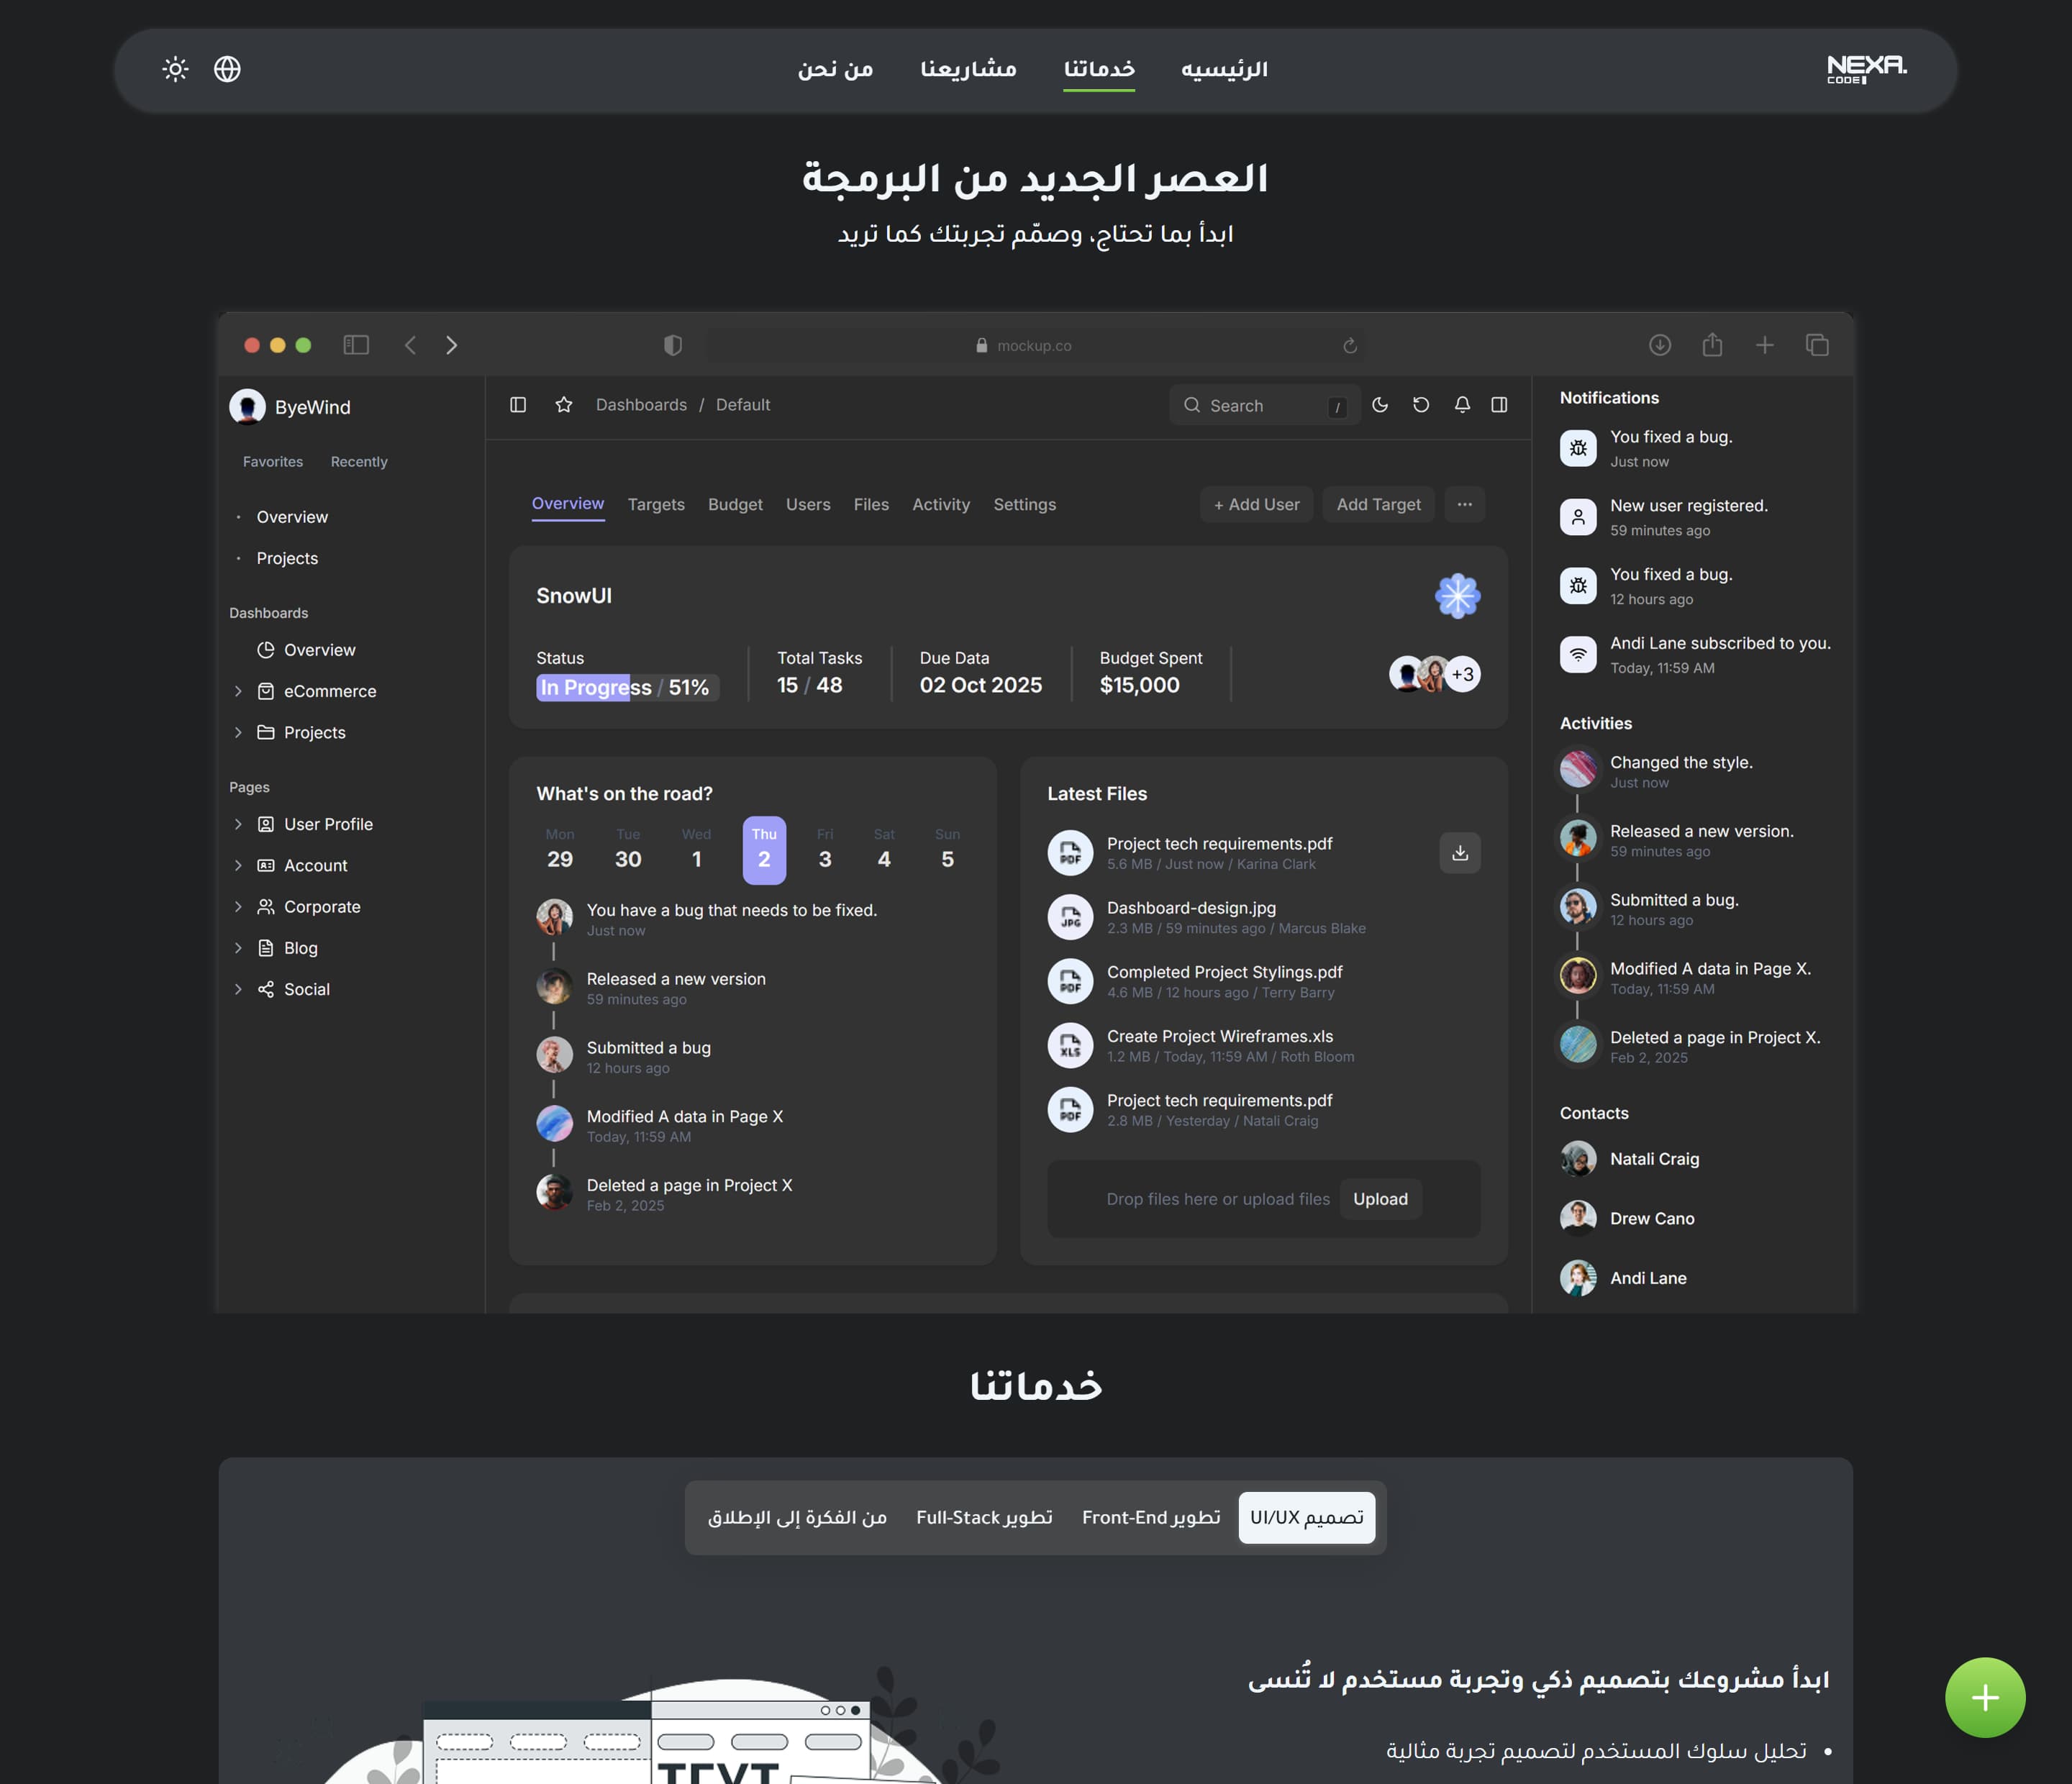 NEXA.
CODE
الرئيسيه
خدماتنا
مشاريعنا
من نحن
العصر الجديد من البرمجة
ابدأ بما تحتاج، وصمّم تجربتك كما تريد
mockup.co
ByeWind
Favorites
Recently
Overview
Projects
Dashboards
Overview
eCommerce
Projects
Pages
User Profile
Account
Corporate
Blog
Social
Dashboards / Default
Search
/
Overview
Targets
Budget
Users
Files
Activity
Settings
+ Add User
Add Target
...
SnowUI
Status
In Progress / 51%
Total Tasks
15 / 48
Due Data
02 Oct 2025
Budget Spent
$15,000
+3
What's on the road?
Mon
29
Tue
30
Wed
1
Thu
2
Fri
3
Sat
4
Sun
5
You have a bug that needs to be fixed.
Just now
Released a new version
59 minutes ago
Submitted a bug
12 hours ago
Modified A data in Page X
Today, 11:59 AM
Deleted a page in Project X
Feb 2, 2025
Latest Files
PDF
Project tech requirements.pdf
5.6 MB / Just now / Karina Clark
JPG
Dashboard-design.jpg
2.3 MB / 59 minutes ago / Marcus Blake
PDF
Completed Project Stylings.pdf
4.6 MB / 12 hours ago / Terry Barry
XLS
Create Project Wireframes.xls
1.2 MB / Today, 11:59 AM / Roth Bloom
PDF
Project tech requirements.pdf
2.8 MB / Yesterday / Natali Craig
Drop files here or upload files
Upload
Notifications
You fixed a bug.
Just now
New user registered.
59 minutes ago
You fixed a bug.
12 hours ago
Andi Lane subscribed to you.
Today, 11:59 AM
Activities
Changed the style.
Just now
Released a new version.
59 minutes ago
Submitted a bug.
12 hours ago
Modified A data in Page X.
Today, 11:59 AM
Deleted a page in Project X.
Feb 2, 2025
Contacts
Natali Craig
Drew Cano
Andi Lane
خدماتنا
تصميم UI/UX
تطوير Front-End
تطوير Full-Stack
من الفكرة إلى الإطلاق
ابدأ مشروعك بتصميم ذكي وتجربة مستخدم لا تُنسى
• تحليل سلوك المستخدم لتصميم تجربة مثالية
TEXT